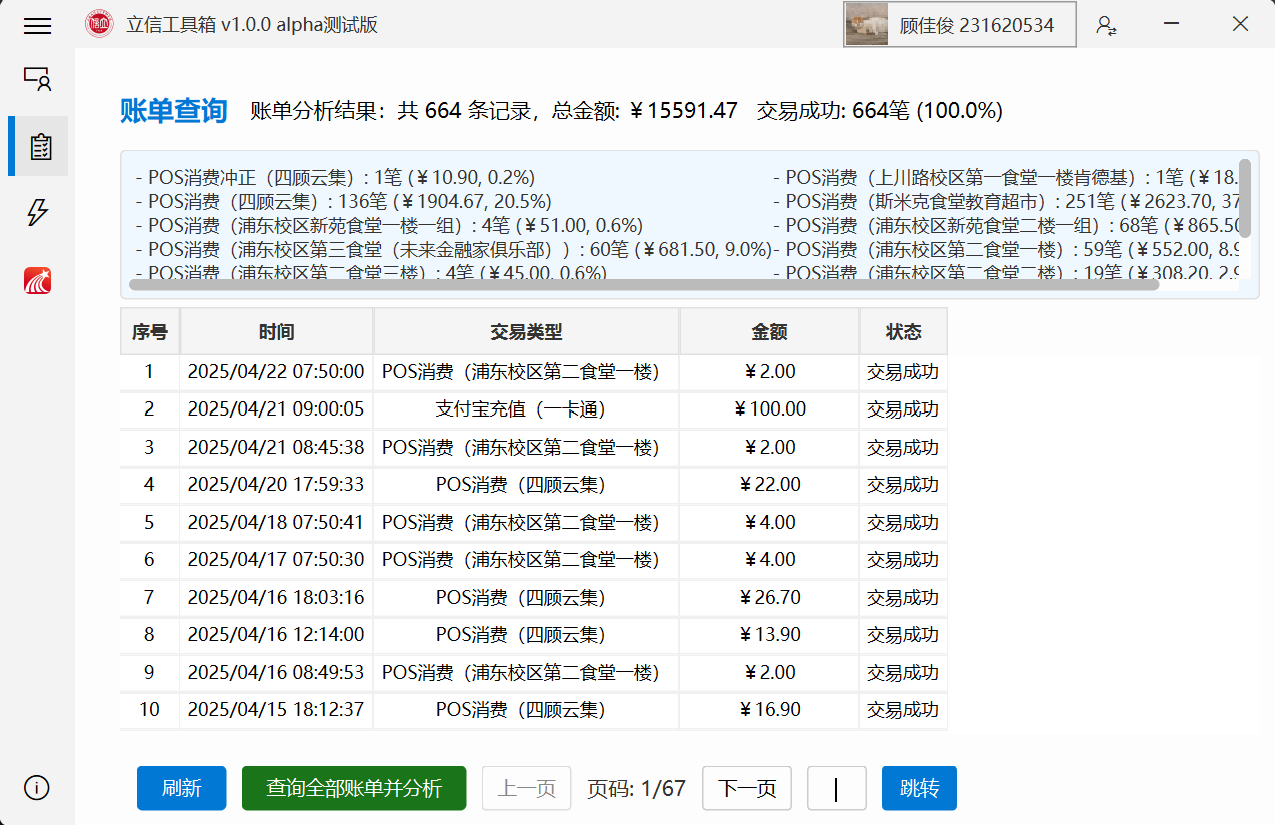 立信工具箱 v1.0.0 alpha测试版
顾佳俊 231620534
账单查询 账单分析结果：共 664 条记录，总金额: ￥15591.47 交易成功: 664笔 (100.0%)
- POS消费冲正（四顾云集）: 1笔 (￥10.90, 0.2%) - POS消费（上川路校区第一食堂一楼肯德基）: 1笔 (￥18.
- POS消费（四顾云集）: 136笔 (￥1904.67, 20.5%) - POS消费（斯米克食堂教育超市）: 251笔 (￥2623.70, 37
- POS消费（浦东校区新苑食堂一楼一组）: 4笔 (￥51.00, 0.6%) - POS消费（浦东校区新苑食堂二楼一组）: 68笔 (￥865.50
- POS消费（浦东校区第三食堂（未来金融家俱乐部））: 60笔 (￥681.50, 9.0%) - POS消费（浦东校区第二食堂一楼）: 59笔 (￥552.00, 8.9
- POS消费（浦东校区第二食堂三楼）: 4笔 (￥45.00, 0.6%) - POS消费（浦东校区第二食堂二楼）: 19笔 (￥308.20, 2.9
序号 时间 交易类型 金额 状态
1 2025/04/22 07:50:00 POS消费（浦东校区第二食堂一楼） ￥2.00 交易成功
2 2025/04/21 09:00:05 支付宝充值（一卡通） ￥100.00 交易成功
3 2025/04/21 08:45:38 POS消费（浦东校区第二食堂一楼） ￥2.00 交易成功
4 2025/04/20 17:59:33 POS消费（四顾云集） ￥22.00 交易成功
5 2025/04/18 07:50:41 POS消费（浦东校区第二食堂一楼） ￥4.00 交易成功
6 2025/04/17 07:50:30 POS消费（浦东校区第二食堂一楼） ￥4.00 交易成功
7 2025/04/16 18:03:16 POS消费（四顾云集） ￥26.70 交易成功
8 2025/04/16 12:14:00 POS消费（四顾云集） ￥13.90 交易成功
9 2025/04/16 08:49:53 POS消费（浦东校区第二食堂一楼） ￥2.00 交易成功
10 2025/04/15 18:12:37 POS消费（四顾云集） ￥16.90 交易成功
刷新 查询全部账单并分析 上一页 页码: 1/67 下一页 跳转